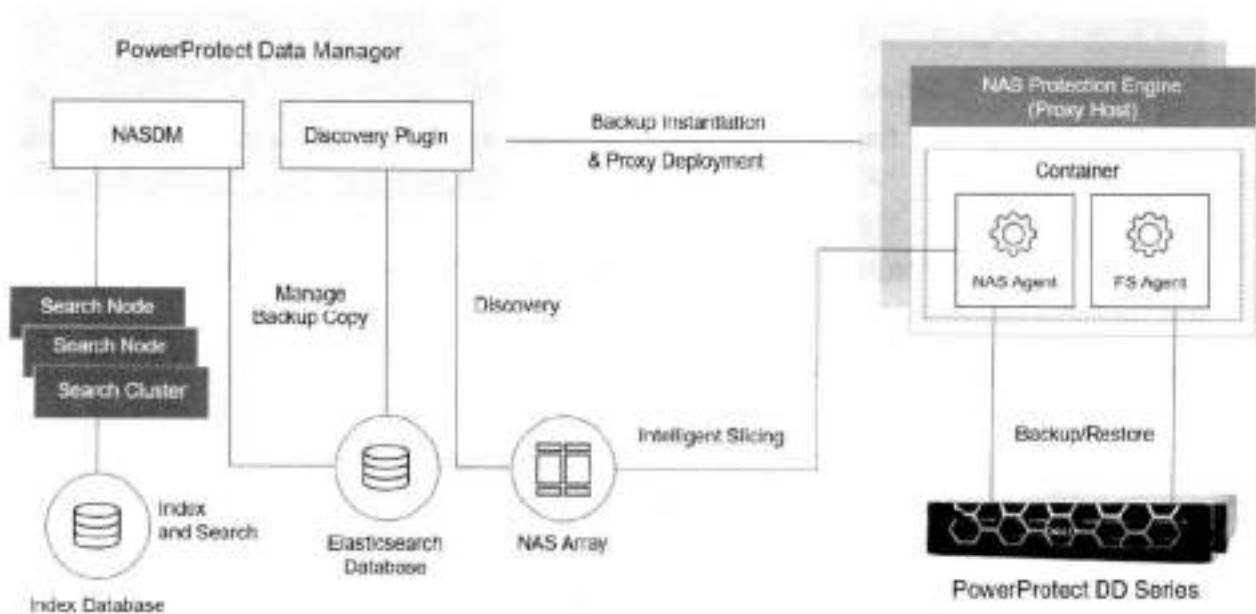 PowerProtect Data Manager
NASDM
Discovery Plugin
Backup Instantiation
& Proxy Deployment
NAS Protection Engine
(Proxy Host)
Container
NAS Agent
FS Agent
Search Node
Search Node
Search Cluster
Manage
Backup Copy
Discovery
Intelligent Slicing
Backup/Restore
Index
and Search
Index Database
Elasticsearch
Database
NAS Array
PowerProtect DD Series